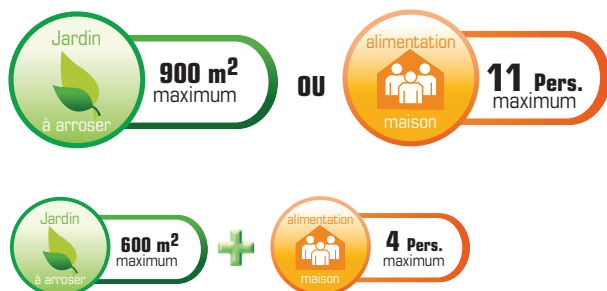 Jardin
à arroser
900 m²
maximum
OU
alimentation
maison
11 Pers.
maximum
Jardin
à arroser
600 m²
maximum
+
alimentation
maison
4 Pers.
maximum